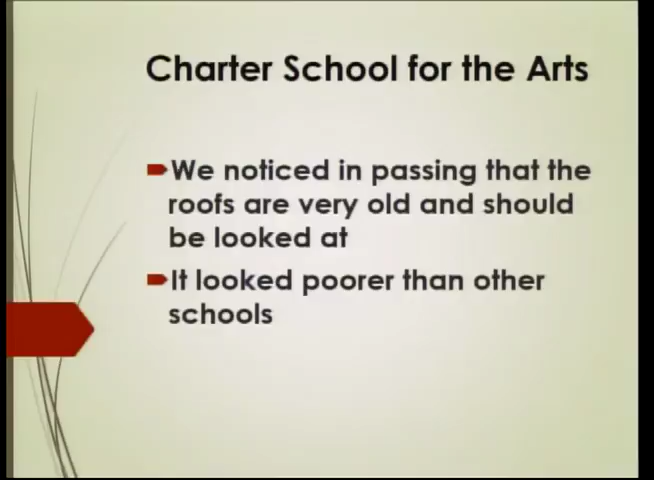 Charter School for the Arts
We noticed in passing that the
roofs are very old and should
be looked at
It looked poorer than other
schools